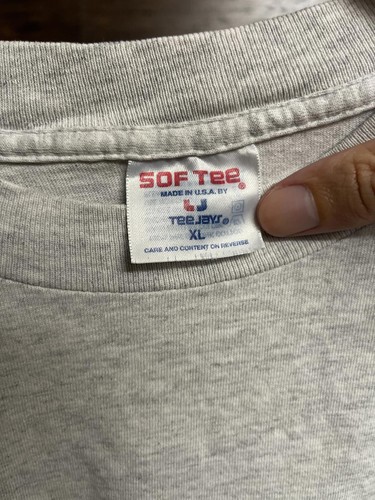 SOF Tee®
MADE IN U.S.A. BY
TEEJAYS®
XL
CARE AND CONTENT ON REVERSE